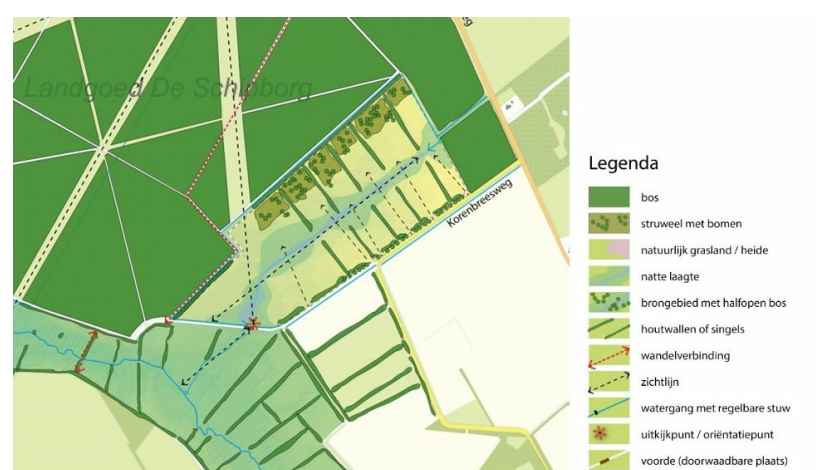 Landgoed De Schipborg
Korenbreesweg
Legenda
bos
struweel met bomen
natuurlijk grasland / heide
natte laagte
brongebied met halfopen bos
houtwallen of singels
wandelverbinding
zichtlijn
watergang met regelbare stuw
uitkijkpunt / oriëntatiepunt
voorde (doorwaadbare plaats)